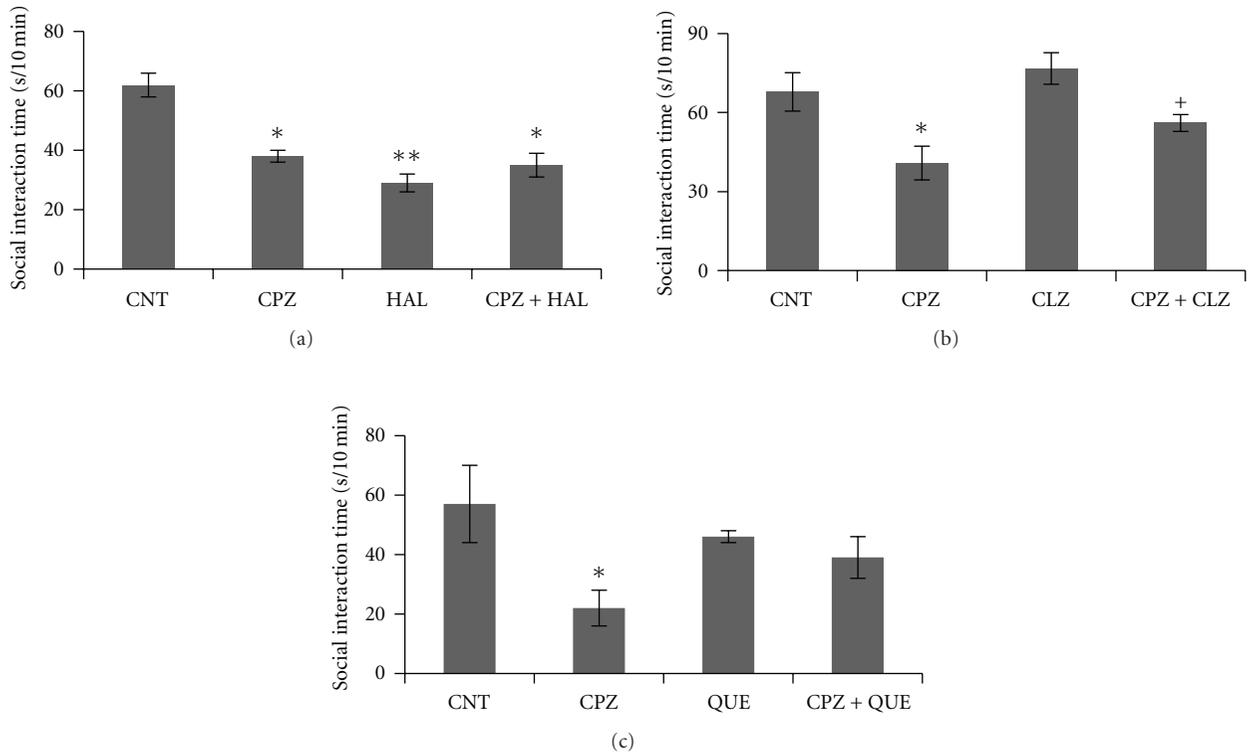 Social interaction time (s/10 min)
80
60
40
20
0
*
**
*
CNT
CPZ
HAL
CPZ + HAL
(a)
Social interaction time (s/10 min)
90
60
30
0
*
+
CNT
CPZ
CLZ
CPZ + CLZ
(b)
Social interaction time (s/10 min)
80
60
40
20
0
*
CNT
CPZ
QUE
CPZ + QUE
(c)